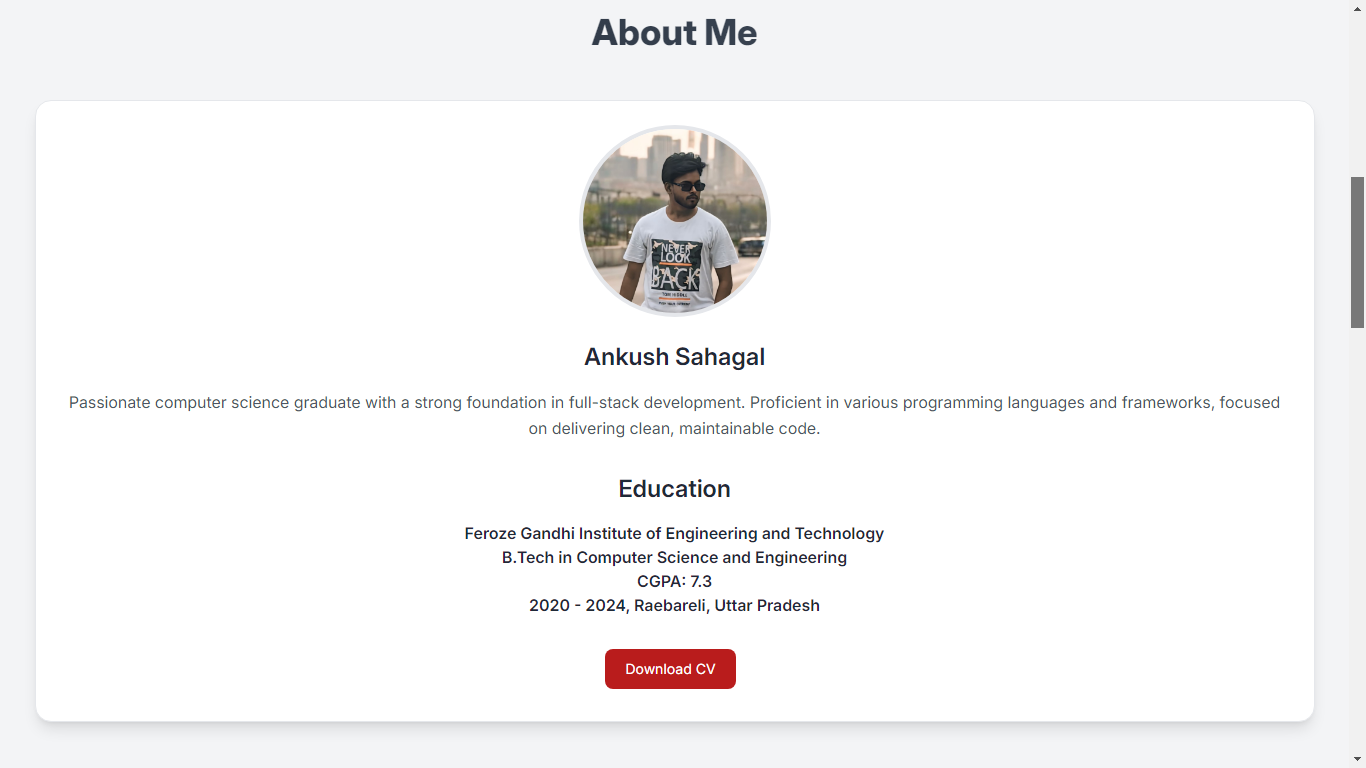 About Me
NEVER
LOOK
BACK
Ankush Sahagal
Passionate computer science graduate with a strong foundation in full-stack development. Proficient in various programming languages and frameworks, focused
on delivering clean, maintainable code.
Education
Feroze Gandhi Institute of Engineering and Technology
B.Tech in Computer Science and Engineering
CGPA: 7.3
2020 - 2024, Raebareli, Uttar Pradesh
Download CV